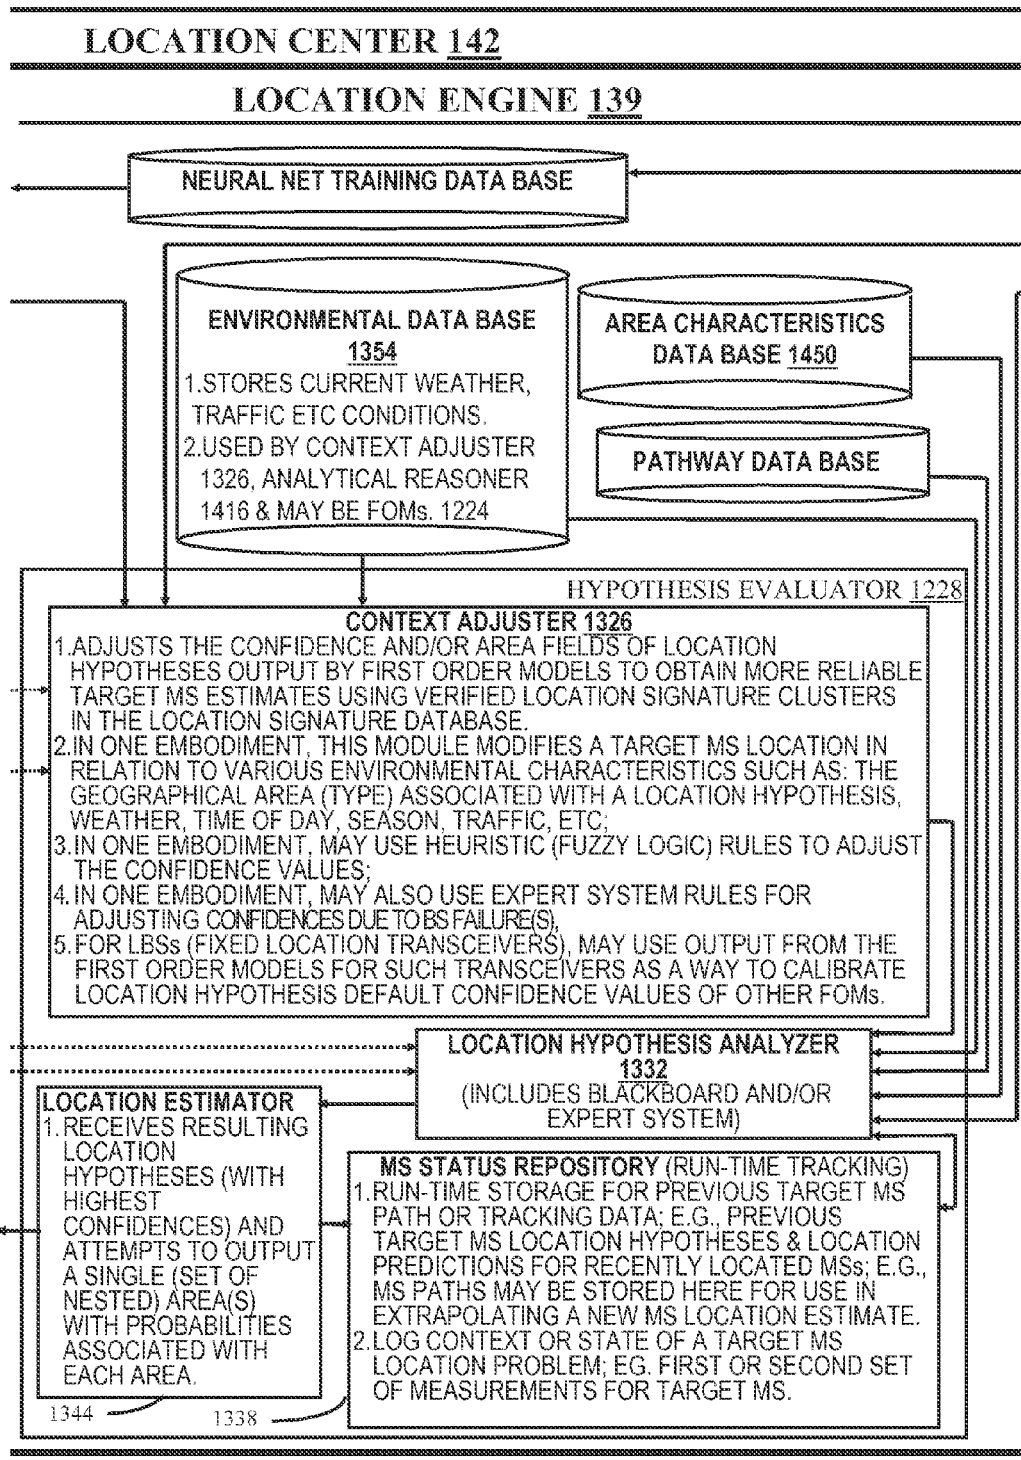 LOCATION CENTER 142
LOCATION ENGINE 139
NEURAL NET TRAINING DATA BASE
ENVIRONMENTAL DATA BASE
1354
1.STORES CURRENT WEATHER,
TRAFFIC ETC CONDITIONS.
2.USED BY CONTEXT ADJUSTER
1326, ANALYTICAL REASONER
1416 & MAY BE FOMs. 1224
AREA CHARACTERISTICS
DATA BASE 1450
PATHWAY DATA BASE
HYPOTHESIS EVALUATOR 1228
CONTEXT ADJUSTER 1326
1.ADJUSTS THE CONFIDENCE AND/OR AREA FIELDS OF LOCATION
HYPOTHESES OUTPUT BY FIRST ORDER MODELS TO OBTAIN MORE RELIABLE
TARGET MS ESTIMATES USING VERIFIED LOCATION SIGNATURE CLUSTERS
IN THE LOCATION SIGNATURE DATABASE.
2.IN ONE EMBODIMENT, THIS MODULE MODIFIES A TARGET MS LOCATION IN
RELATION TO VARIOUS ENVIRONMENTAL CHARACTERISTICS SUCH AS: THE
GEOGRAPHICAL AREA (TYPE) ASSOCIATED WITH A LOCATION HYPOTHESIS,
WEATHER, TIME OF DAY, SEASON, TRAFFIC, ETC;
3.IN ONE EMBODIMENT, MAY USE HEURISTIC (FUZZY LOGIC) RULES TO ADJUST
THE CONFIDENCE VALUES;
4.IN ONE EMBODIMENT, MAY ALSO USE EXPERT SYSTEM RULES FOR
ADJUSTING CONFIDENCES DUE TO BS FAILURE(S),
5. FOR LBSs (FIXED LOCATION TRANSCEIVERS), MAY USE OUTPUT FROM THE
FIRST ORDER MODELS FOR SUCH TRANSCEIVERS AS A WAY TO CALIBRATE
LOCATION HYPOTHESIS DEFAULT CONFIDENCE VALUES OF OTHER FOMs.
LOCATION HYPOTHESIS ANALYZER
1332
(INCLUDES BLACKBOARD AND/OR
EXPERT SYSTEM)
LOCATION ESTIMATOR
1. RECEIVES RESULTING
LOCATION
HYPOTHESES (WITH
HIGHEST
CONFIDENCES) AND
ATTEMPTS TO OUTPUT
A SINGLE (SET OF
NESTED) AREA(S)
WITH PROBABILITIES
ASSOCIATED WITH
EACH AREA.
1344
MS STATUS REPOSITORY (RUN-TIME TRACKING)
1.RUN-TIME STORAGE FOR PREVIOUS TARGET MS
PATH OR TRACKING DATA; E.G., PREVIOUS
TARGET MS LOCATION HYPOTHESES & LOCATION
PREDICTIONS FOR RECENTLY LOCATED MSs; E.G.,
MS PATHS MAY BE STORED HERE FOR USE IN
EXTRAPOLATING A NEW MS LOCATION ESTIMATE.
2.LOG CONTEXT OR STATE OF A TARGET MS
LOCATION PROBLEM; EG. FIRST OR SECOND SET
OF MEASUREMENTS FOR TARGET MS.
1338